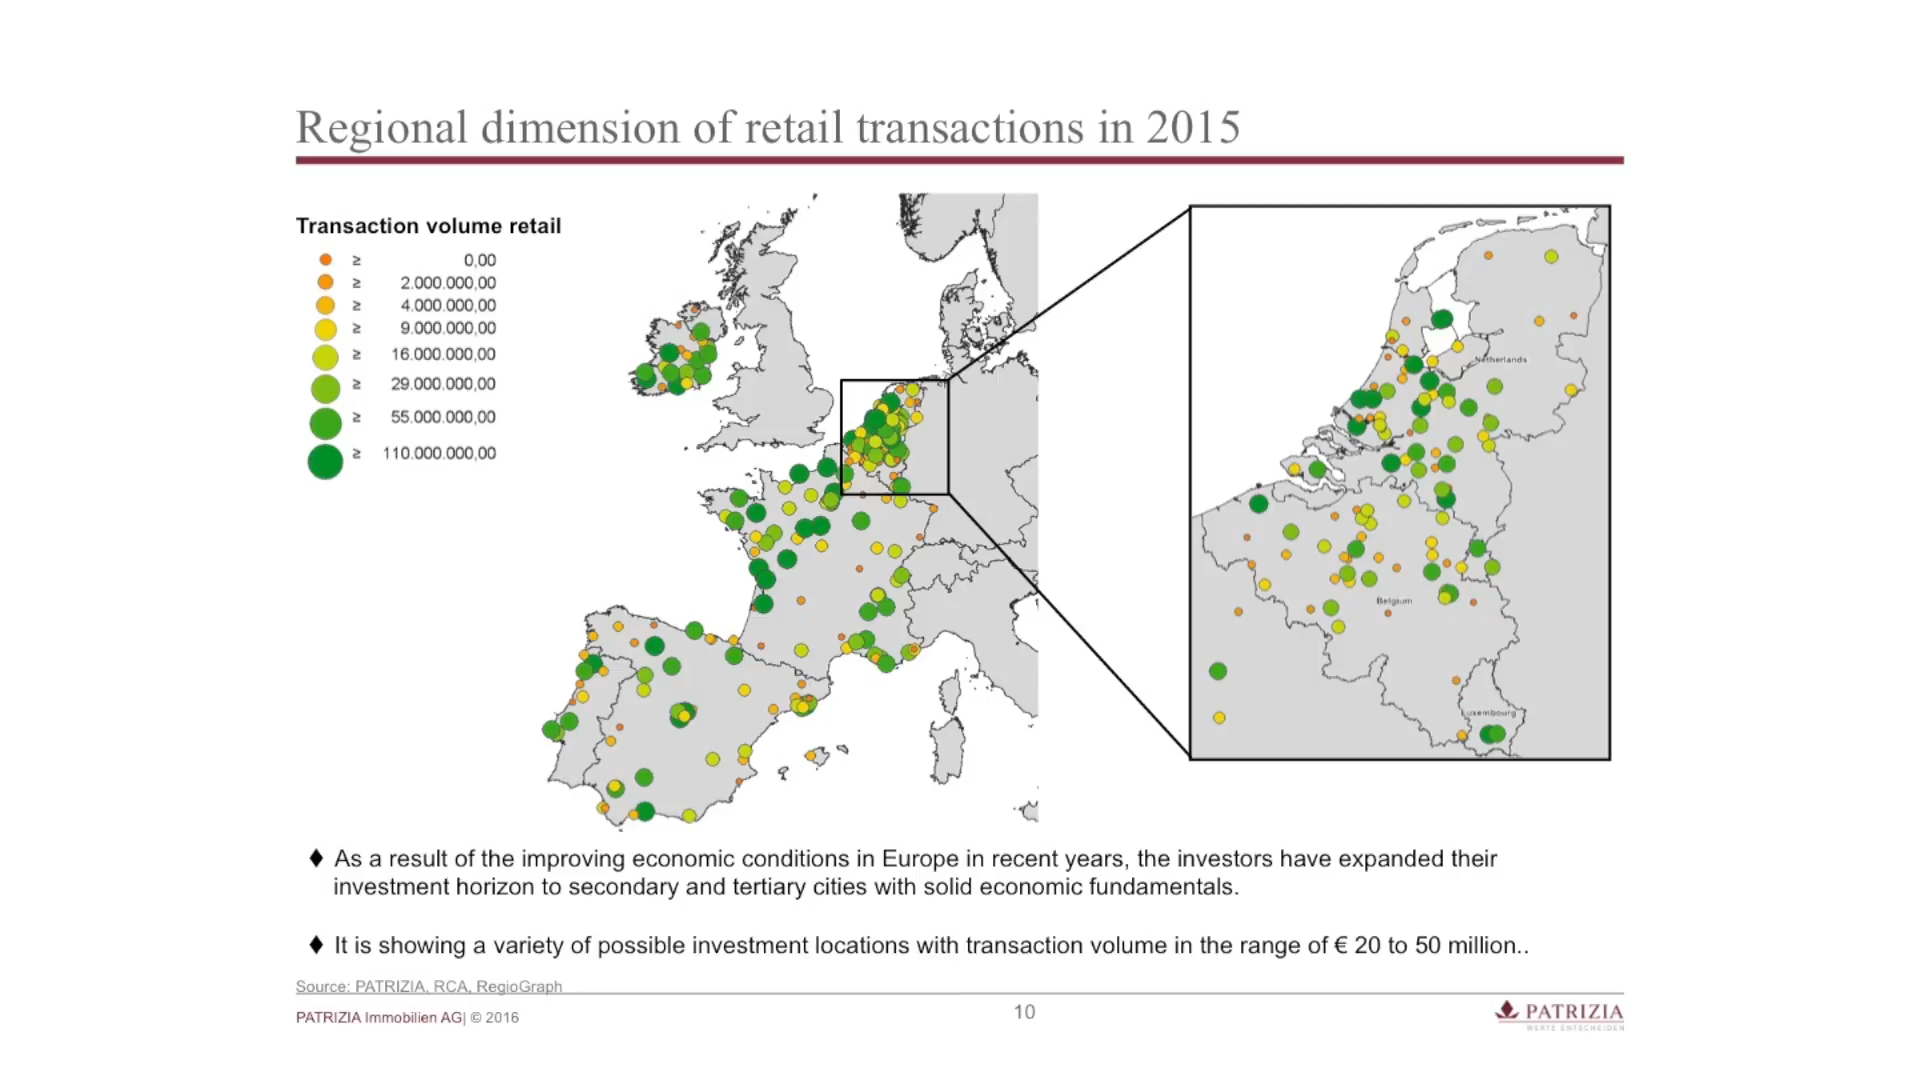 Regional dimension of retail transactions in 2015
Transaction volume retail
≥ 0,00
≥ 2.000.000,00
≥ 4.000.000,00
≥ 9.000.000,00
≥ 16.000.000,00
≥ 29.000.000,00
≥ 55.000.000,00
≥ 110.000.000,00
Netherlands
Belgium
Luxembourg
♦ As a result of the improving economic conditions in Europe in recent years, the investors have expanded their
investment horizon to secondary and tertiary cities with solid economic fundamentals.
♦ It is showing a variety of possible investment locations with transaction volume in the range of € 20 to 50 million..
Source: PATRIZIA, RCA, RegioGraph
PATRIZIA Immobilien AG| © 2016
10
PATRIZIA
WERTE ENTSCHEIDEN